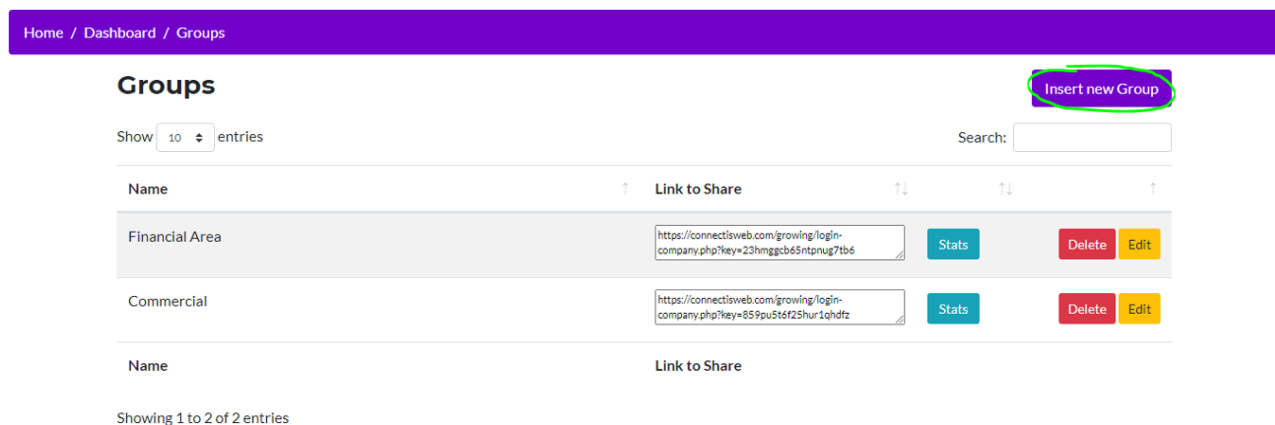 Home / Dashboard / Groups
Groups
Insert new Group
Show 10 entries
Search:
Name Link to Share
Financial Area
https://connectisweb.com/growing/login-
company.php?key=23hmggcb65ntpnug7tb6
Stats Delete Edit
Commercial
https://connectisweb.com/growing/login-
company.php?key=859pu5t6f25hur1qhdfz
Stats Delete Edit
Name Link to Share
Showing 1 to 2 of 2 entries